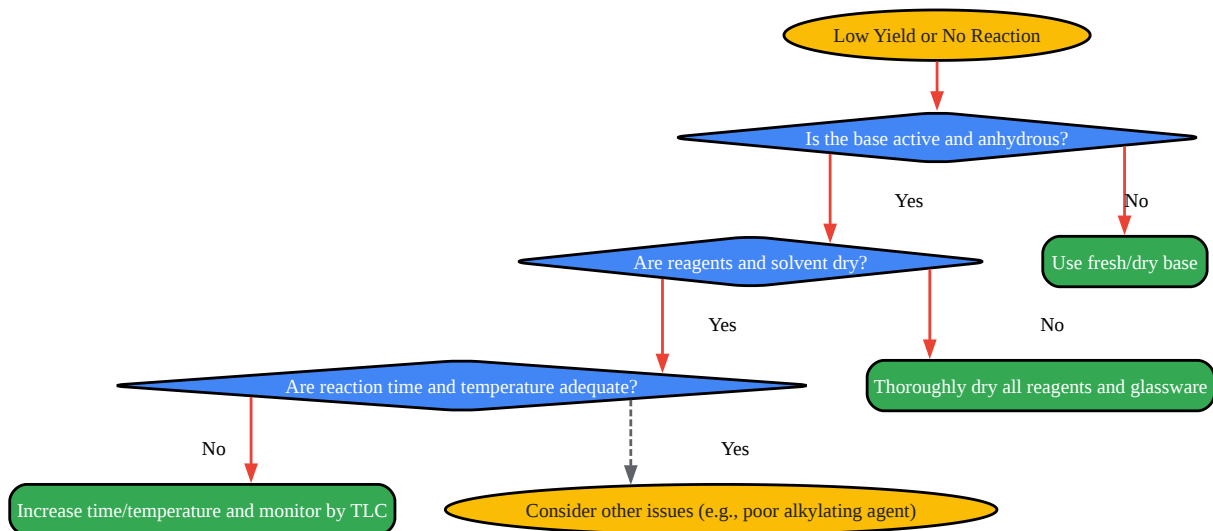 Low Yield or No Reaction
Is the base active and anhydrous?
Yes
No
Are reagents and solvent dry?
Use fresh/dry base
Yes
No
Are reaction time and temperature adequate?
Thoroughly dry all reagents and glassware
No
Yes
Increase time/temperature and monitor by TLC
Consider other issues (e.g., poor alkylating agent)